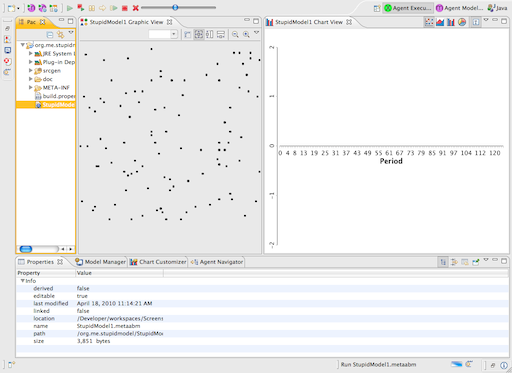 Agent Execu...
Agent Model...
Java
Pac
StupidModel1 Graphic View
StupidModel1 Chart View
org.me.stupidm
JRE System L
Plug-in Dep
srcgen
doc
META-INF
build.prope
StupidMode
2
1
0
-1
-2
0 4 8 13 19 25 31 37 43 49 55 61 67 73 79 85 91 97 104 112 120
Period
Properties
Model Manager
Chart Customizer
Agent Navigator
Property Value
Info
derived false
editable true
last modified April 18, 2010 11:14:21 AM
linked false
location /Developer/workspaces/Screens
name StupidModel1.metaabm
path /org.me.stupidmodel/StupidMo
size 3,851 bytes
Run StupidModel1.metaabm